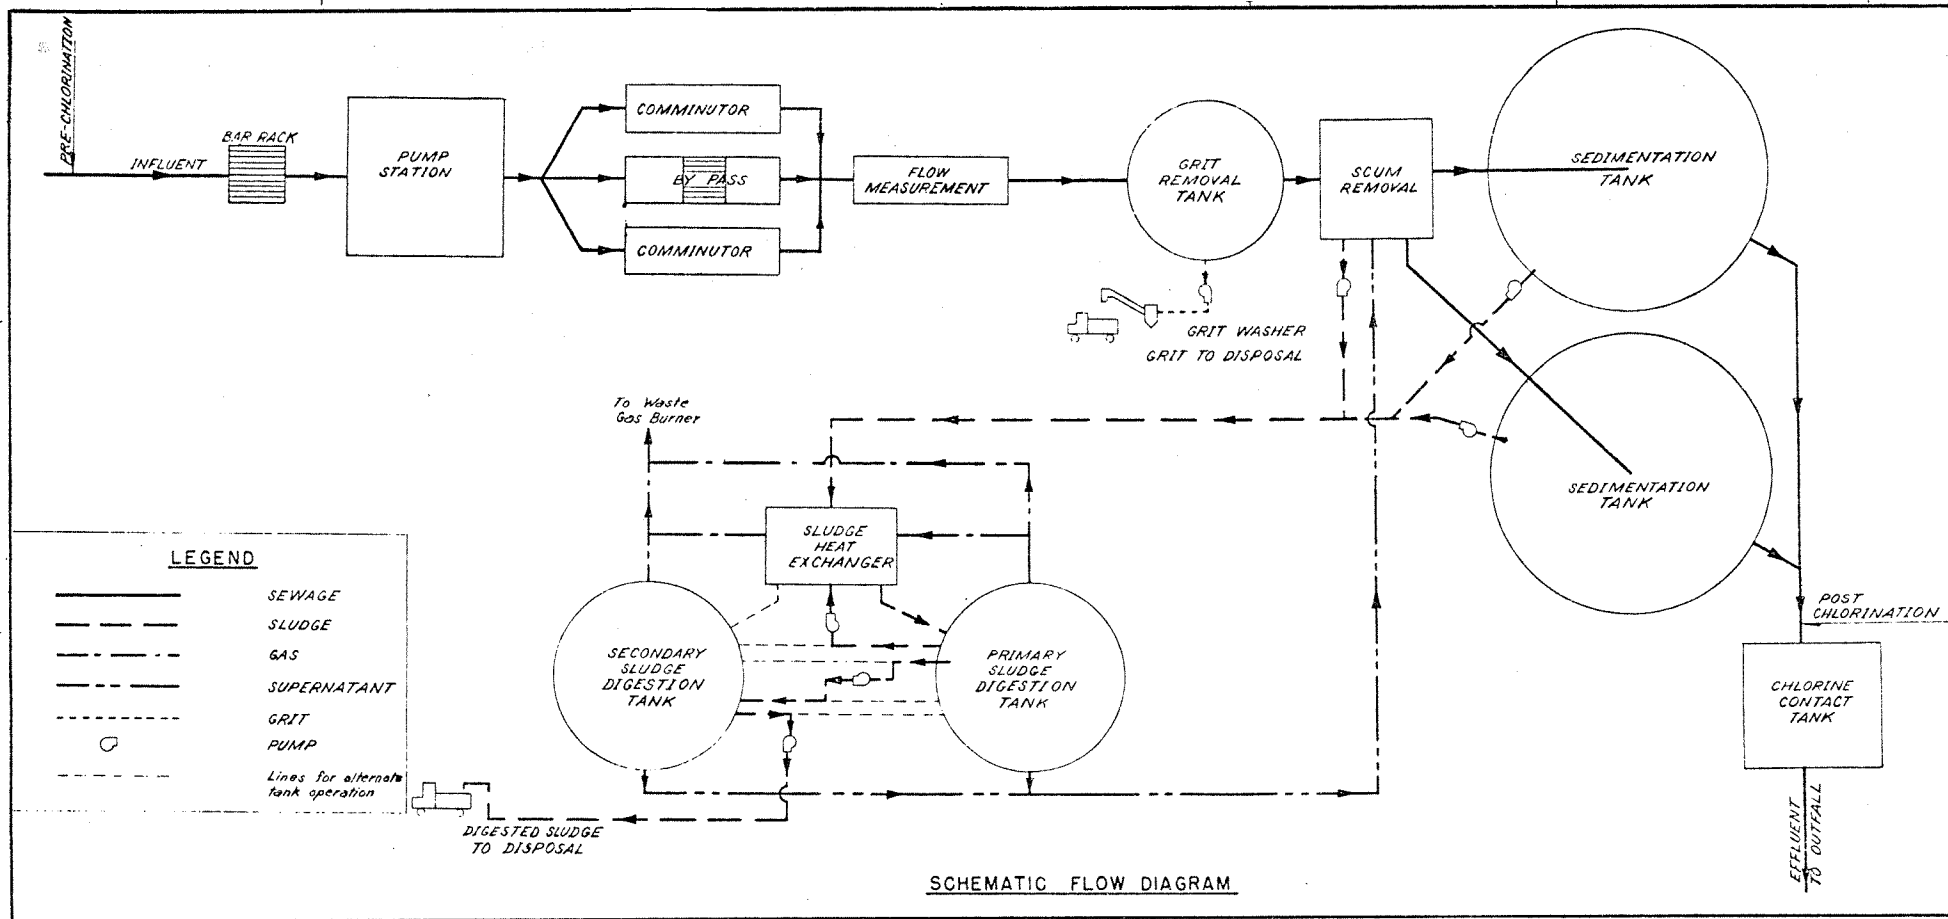 PRE-CHLORINATION
INFLUENT
BAR RACK
PUMP
STATION
COMMINUTOR
BY PASS
COMMINUTOR
FLOW
MEASUREMENT
GRIT
REMOVAL
TANK
SCUM
REMOVAL
SEDIMENTATION
TANK
GRIT WASHER
GRIT TO DISPOSAL
SEDIMENTATION
TANK
To Waste
Gas Burner
SLUDGE
HEAT
EXCHANGER
SECONDARY
SLUDGE
DIGESTION
TANK
PRIMARY
SLUDGE
DIGESTION
TANK
POST
CHLORINATION
CHLORINE
CONTACT
TANK
EFFLUENT
TO OUTFALL
LEGEND
SEWAGE
SLUDGE
GAS
SUPERNATANT
GRIT
PUMP
Lines for alternate
tank operation
DIGESTED SLUDGE
TO DISPOSAL
SCHEMATIC FLOW DIAGRAM